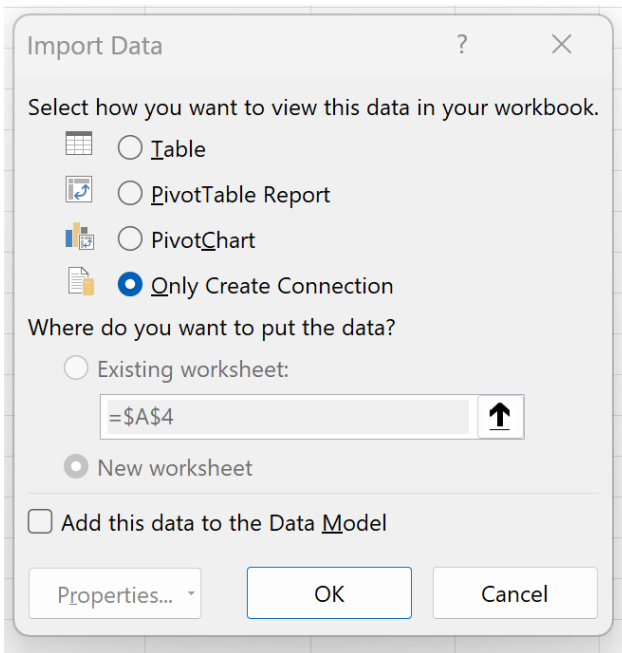 Import Data ?
Select how you want to view this data in your workbook.
Table
PivotTable Report
PivotChart
Only Create Connection
Where do you want to put the data?
Existing worksheet:
=$A$4
New worksheet
Add this data to the Data Model
Properties... OK Cancel